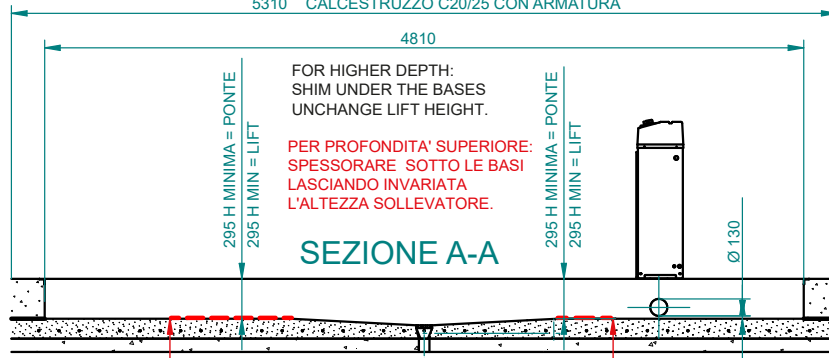 5310 CALCESTRUZZO C20/25 CON ARMATURA
4810
295 H MINIMA = PONTE
295 H MIN = LIFT
FOR HIGHER DEPTH:
SHIM UNDER THE BASES
UNCHANGE LIFT HEIGHT.
PER PROFONDITA' SUPERIORE:
SPESSORARE SOTTO LE BASI
LASCIANDO INVARIATA
L'ALTEZZA SOLLEVATORE.
295 H MINIMA = PONTE
295 H MIN = LIFT
Ø 130
SEZIONE A-A